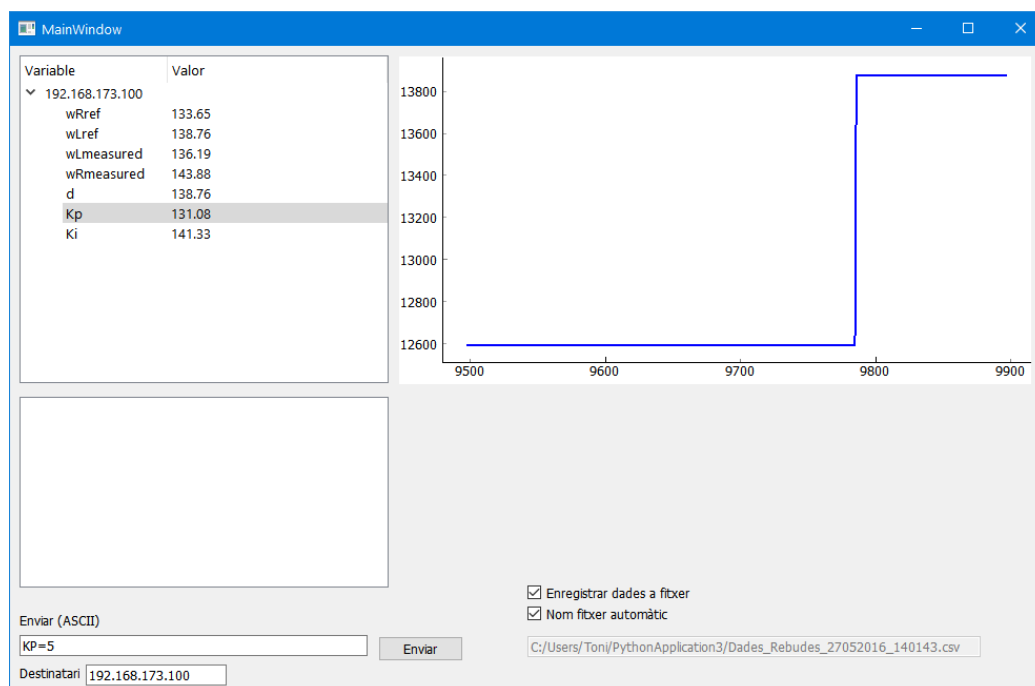 MainWindow
Variable Valor
192.168.173.100
wRref 133.65
wLref 138.76
wLmeasured 136.19
wRmeasured 143.88
d 138.76
Kp 131.08
Ki 141.33
13800
13600
13400
13200
13000
12800
12600
9500 9600 9700 9800 9900
Enregistrar dades a fitxer
Nom fitxer automàtic
Enviar (ASCII)
KP=5 Enviar C:/Users/Toni/PythonApplication3/Dades_Rebudes_27052016_140143.csv
Destinatari 192.168.173.100